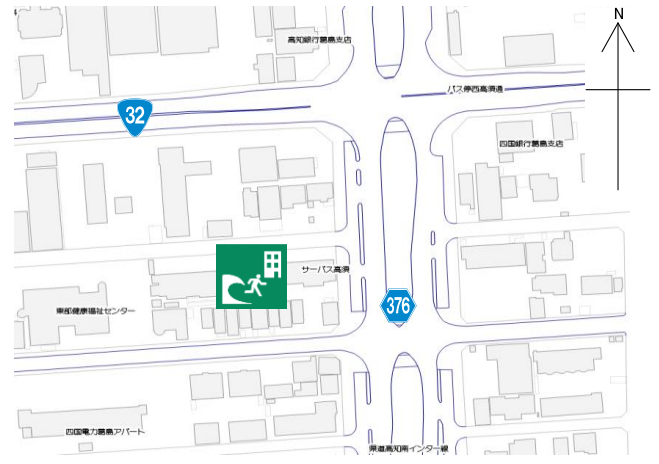 N
高知銀行葛島支店
バス停西高須通
32
四国銀行葛島支店
サーパス高須
376
東部健康福祉センター
四国電力葛島アパート
県道高知南インター線